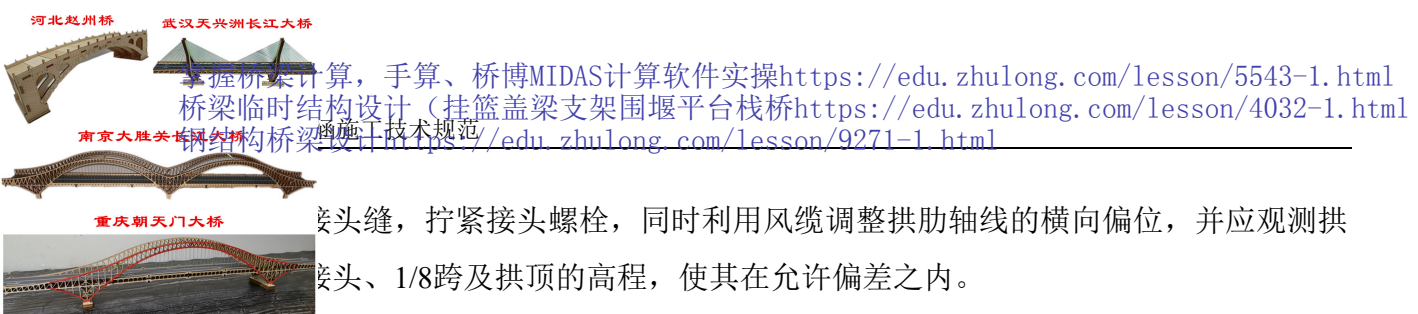 河北赵州桥
武汉天兴洲长江大桥
掌握桥梁计算，手算、桥博MIDAS计算软件实操https://edu.zhulong.com/lesson/5543-1.html
桥梁临时结构设计（挂篮盖梁支架围堰平台栈桥https://edu.zhulong.com/lesson/4032-1.html
钢结构桥梁设计https://edu.zhulong.com/lesson/9271-1.html
南京大胜关长江大桥
涵施工技术规范
重庆朝天门大桥
接头缝，拧紧接头螺栓，同时利用风缆调整拱肋轴线的横向偏位，并应观测拱
接头、1/8跨及拱顶的高程，使其在允许偏差之内。